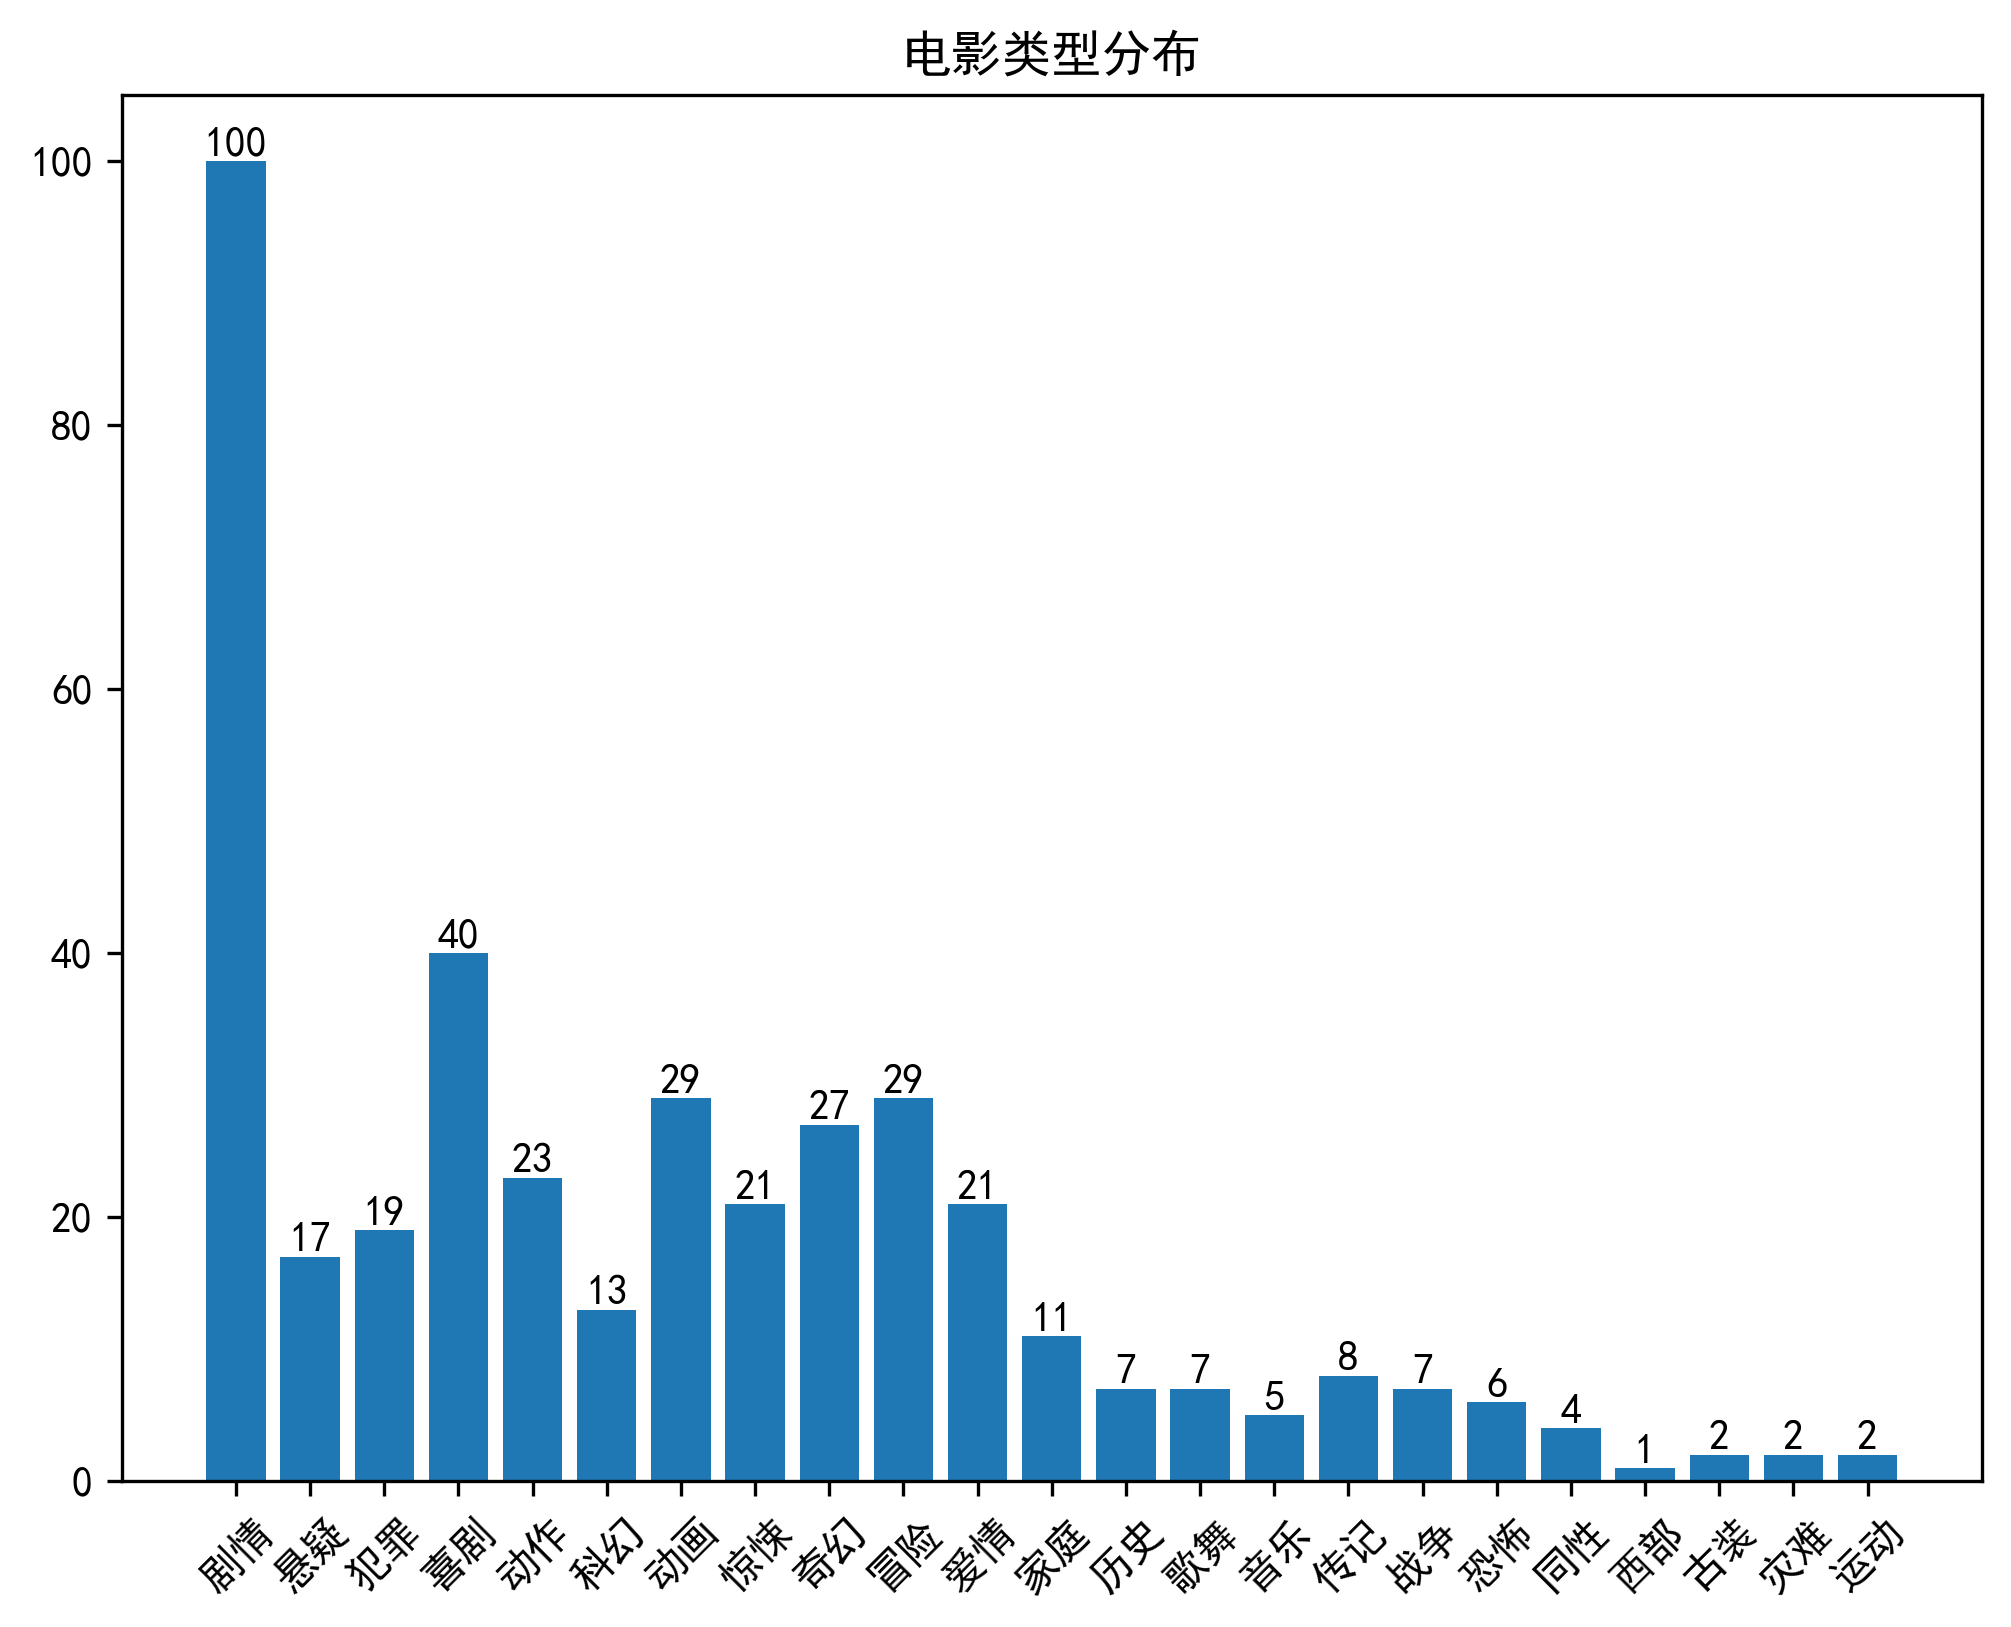 电影类型分布
100
80
60
40
20
0
100
17
19
40
23
13
29
21
27
29
21
11
7
7
5
8
7
6
4
1
2
2
2
剧情
悬疑
犯罪
喜剧
动作
科幻
动画
惊悚
奇幻
冒险
爱情
家庭
历史
歌舞
音乐
传记
战争
恐怖
同性
西部
古装
灾难
运动